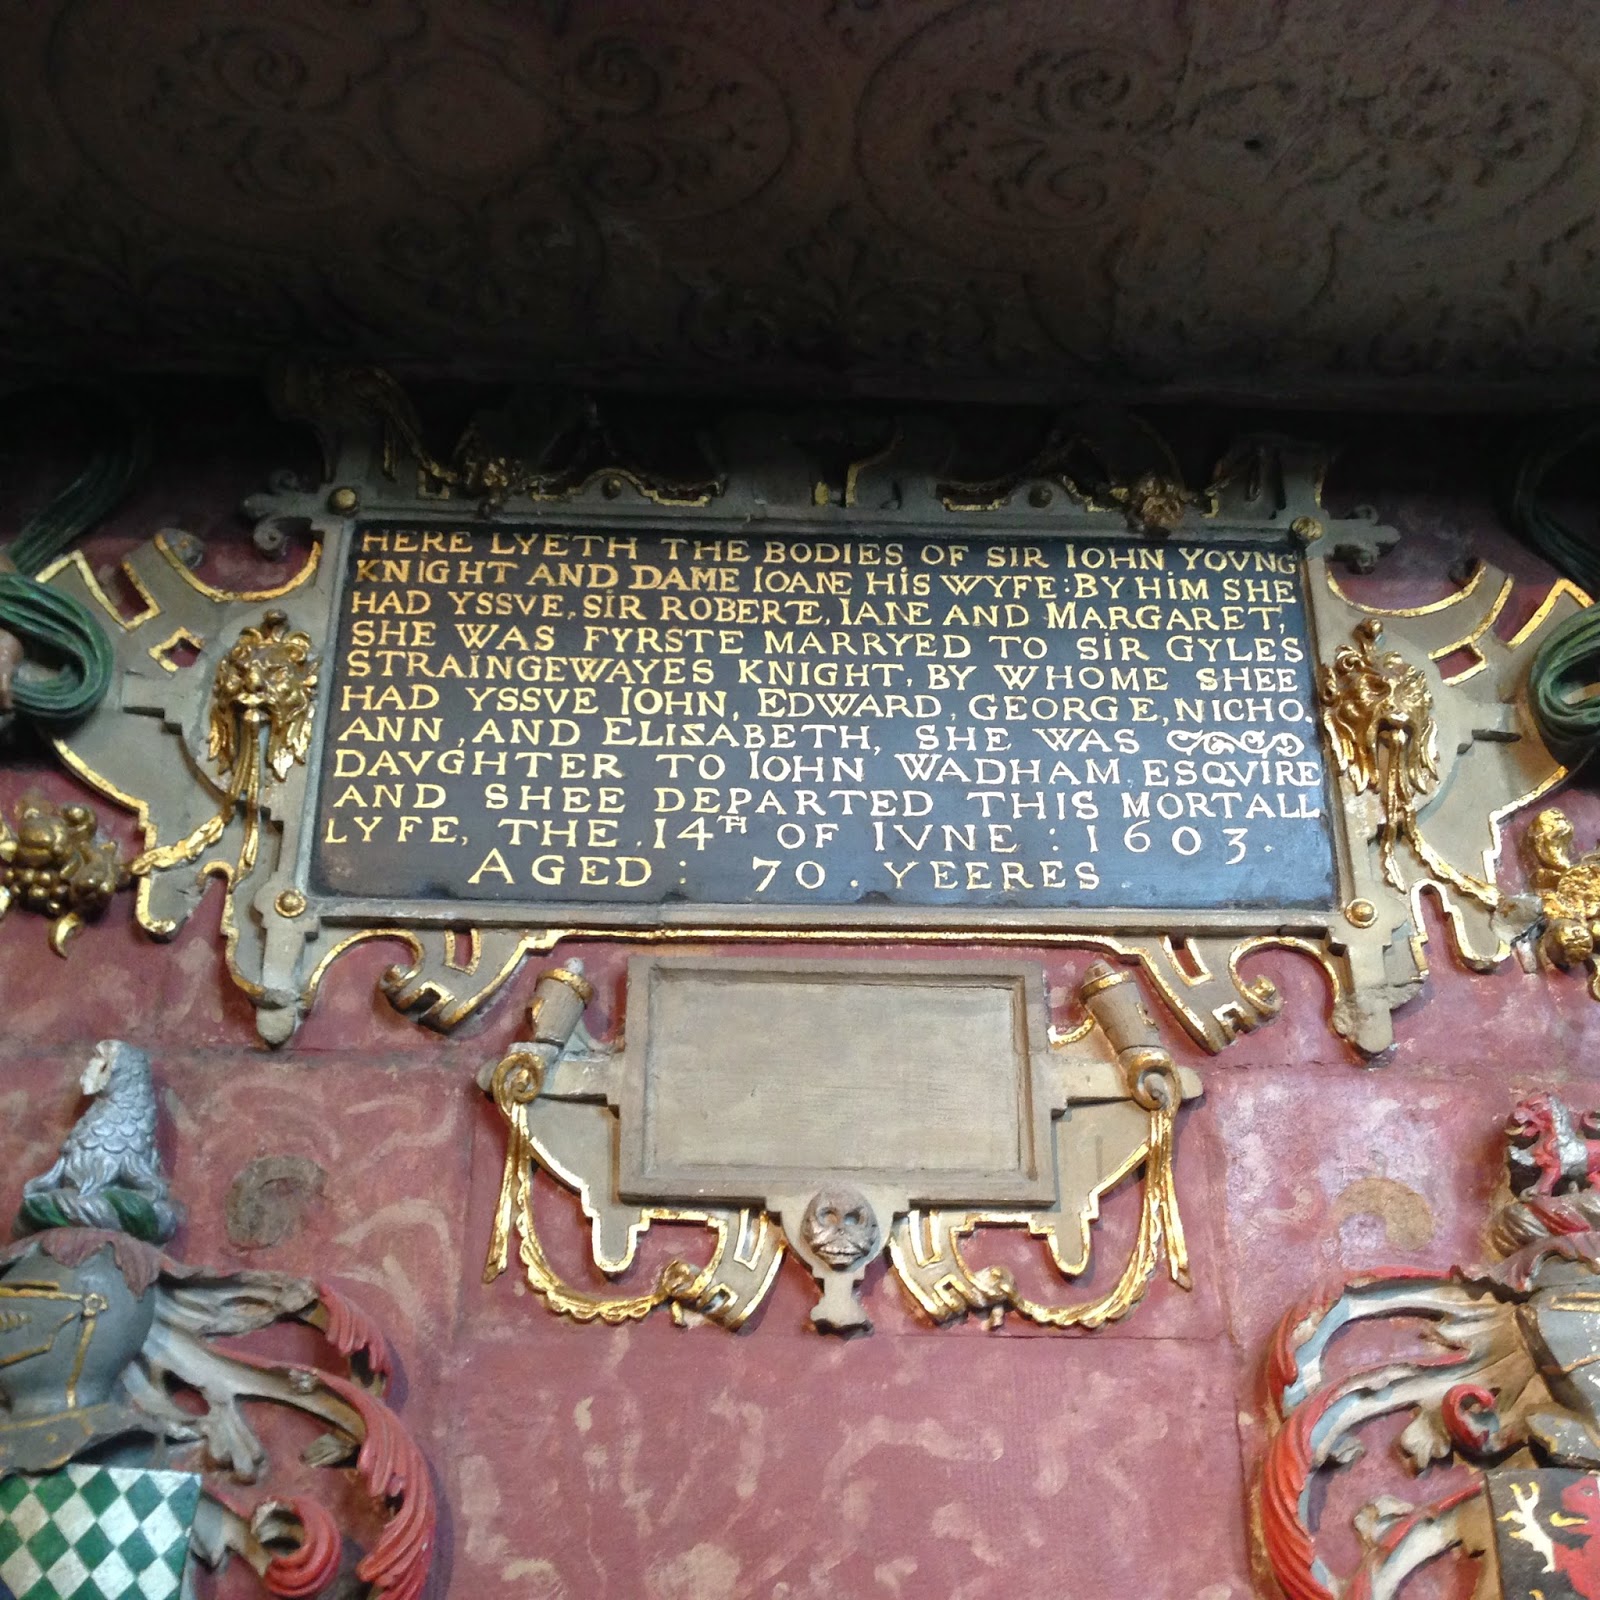 HERE LYETH THE BODIES OF SIR IOHN YOVNG
KNIGHT AND DAME IOANE HIS WYFE: BY HIM SHE
HAD YSSVE, SIR ROBERTE, IANE AND MARGARET,
SHE WAS FYRSTE MARRYED TO SIR GYLES
STRAINGEWAYES KNIGHT, BY WHOME SHEE
HAD YSSVE IOHN, EDWARD, GEORGE, NICHO.
ANN, AND ELISABETH, SHE WAS
DAVGHTER TO IOHN WADHAM ESQVIRE
AND SHEE DEPARTED THIS MORTALL
LYFE, THE .14TH OF IVNE : 1603.
AGED : 70 . YEERES